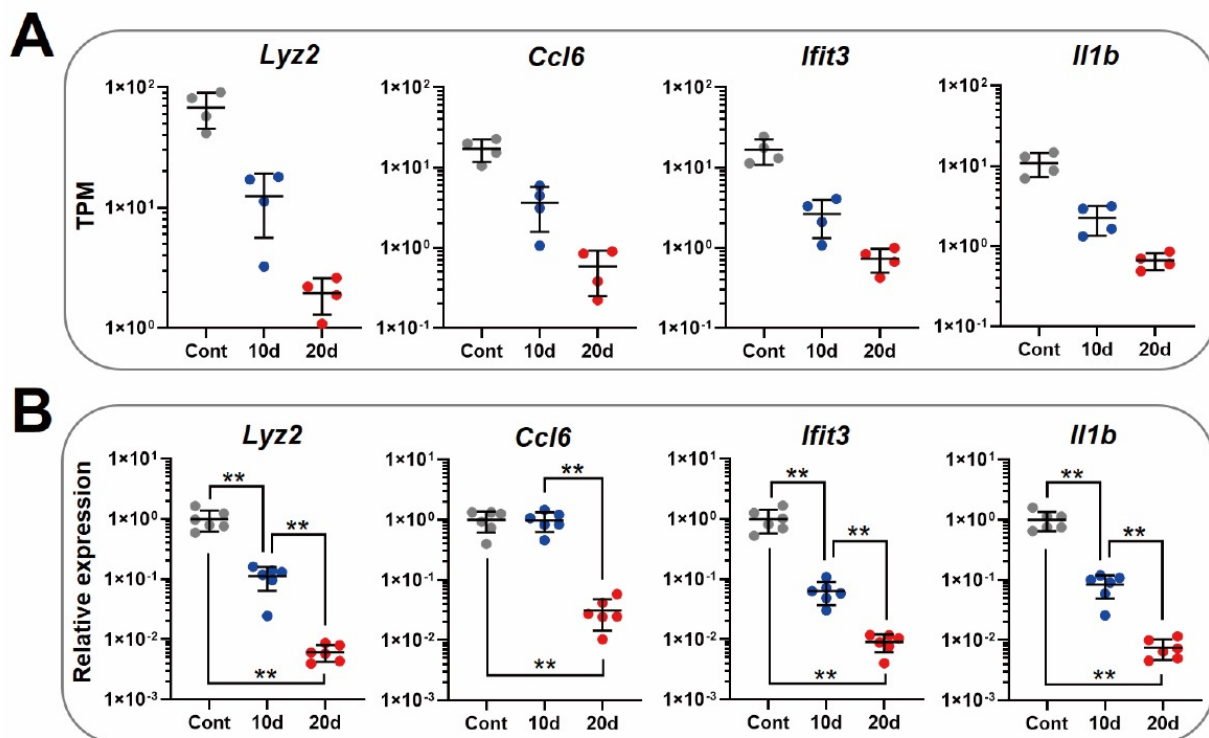 A
Lyz2 Ccl6 Ifit3 Il1b
TPM
1×10² 1×10² 1×10² 1×10²
1×10¹ 1×10¹ 1×10¹ 1×10¹
1×10⁰ 1×10⁰ 1×10⁰ 1×10⁰
1×10⁻¹ 1×10⁻¹ 1×10⁻¹
Cont 10d 20d Cont 10d 20d Cont 10d 20d Cont 10d 20d
B
Lyz2 Ccl6 Ifit3 Il1b
Relative expression
1×10¹ 1×10¹ 1×10¹ 1×10¹
** ** ** **
1×10⁰ 1×10⁰ 1×10⁰ 1×10⁰
** ** **
1×10⁻¹ 1×10⁻¹ 1×10⁻¹ 1×10⁻¹
1×10⁻² 1×10⁻² 1×10⁻² 1×10⁻²
** ** ** **
1×10⁻³ 1×10⁻³ 1×10⁻³ 1×10⁻³
Cont 10d 20d Cont 10d 20d Cont 10d 20d Cont 10d 20d